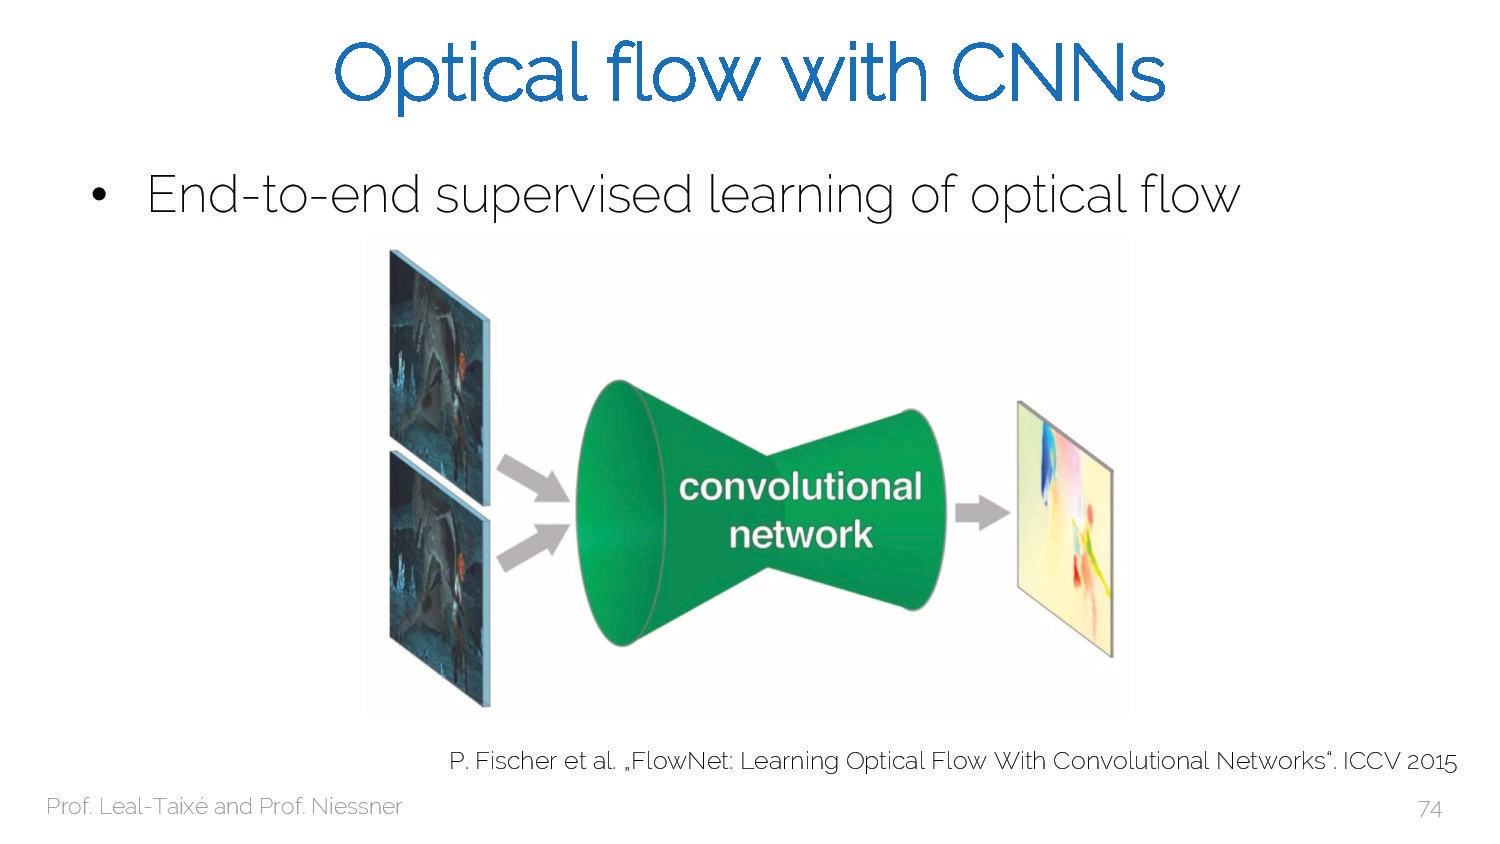 Optical flow with CNNs
• End-to-end supervised learning of optical flow
convolutional
network
P. Fischer et al. „FlowNet: Learning Optical Flow With Convolutional Networks“. ICCV 2015
Prof. Leal-Taixé and Prof. Niessner
74